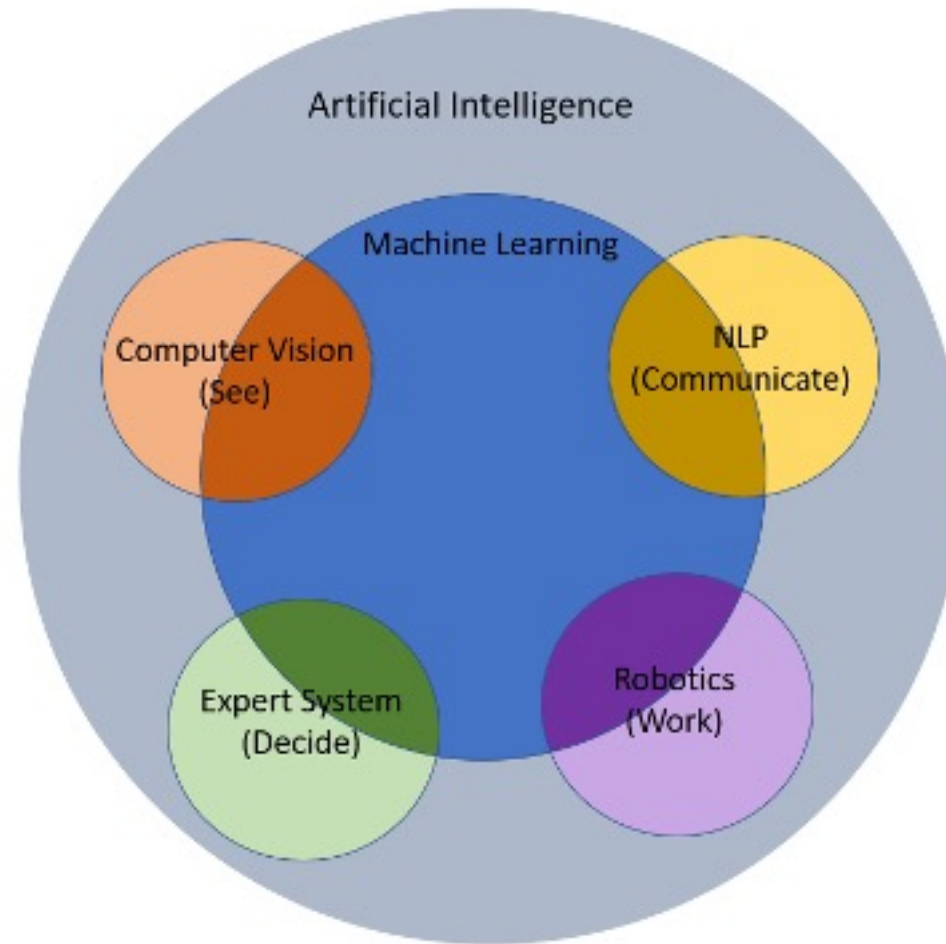 Artificial Intelligence
Machine Learning
Computer Vision
(See)
NLP
(Communicate)
Expert System
(Decide)
Robotics
(Work)